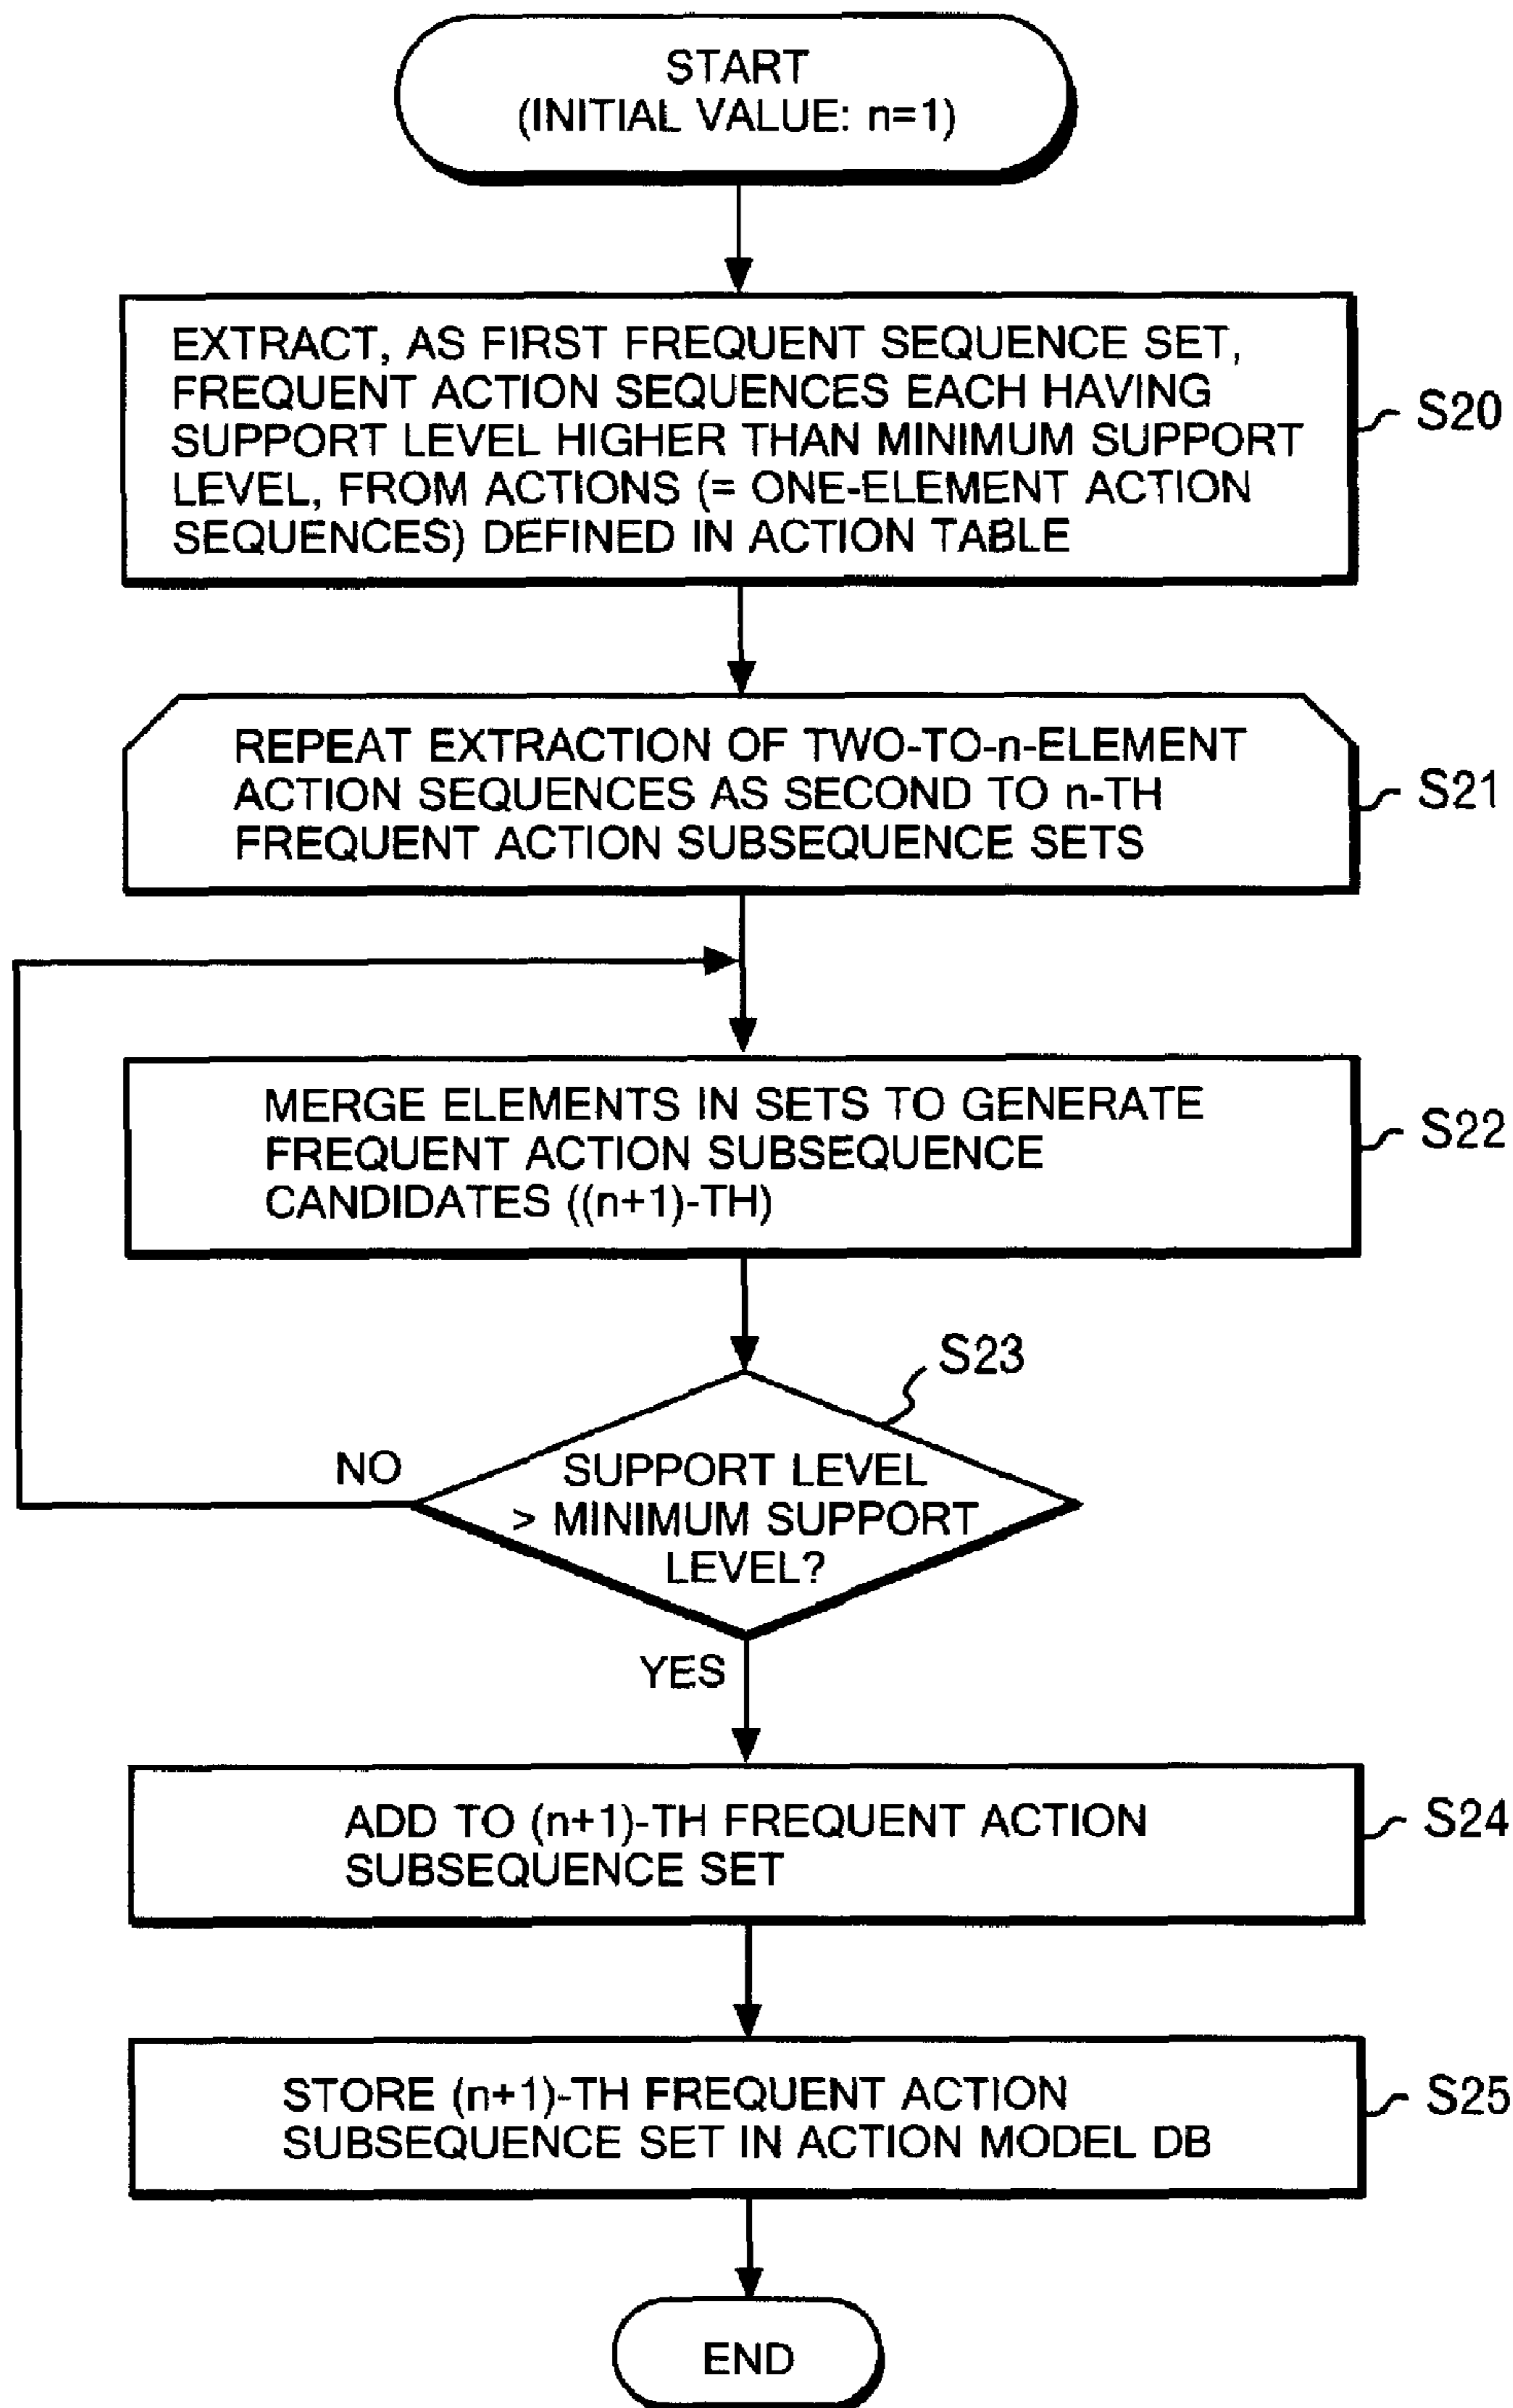 START
(INITIAL VALUE: n=1)
EXTRACT, AS FIRST FREQUENT SEQUENCE SET,
FREQUENT ACTION SEQUENCES EACH HAVING
SUPPORT LEVEL HIGHER THAN MINIMUM SUPPORT
LEVEL, FROM ACTIONS (= ONE-ELEMENT ACTION
SEQUENCES) DEFINED IN ACTION TABLE
S20
REPEAT EXTRACTION OF TWO-TO-n-ELEMENT
ACTION SEQUENCES AS SECOND TO n-TH
FREQUENT ACTION SUBSEQUENCE SETS
S21
MERGE ELEMENTS IN SETS TO GENERATE
FREQUENT ACTION SUBSEQUENCE
CANDIDATES ((n+1)-TH)
S22
S23
NO
SUPPORT LEVEL
> MINIMUM SUPPORT
LEVEL?
YES
ADD TO (n+1)-TH FREQUENT ACTION
SUBSEQUENCE SET
S24
STORE (n+1)-TH FREQUENT ACTION
SUBSEQUENCE SET IN ACTION MODEL DB
S25
END